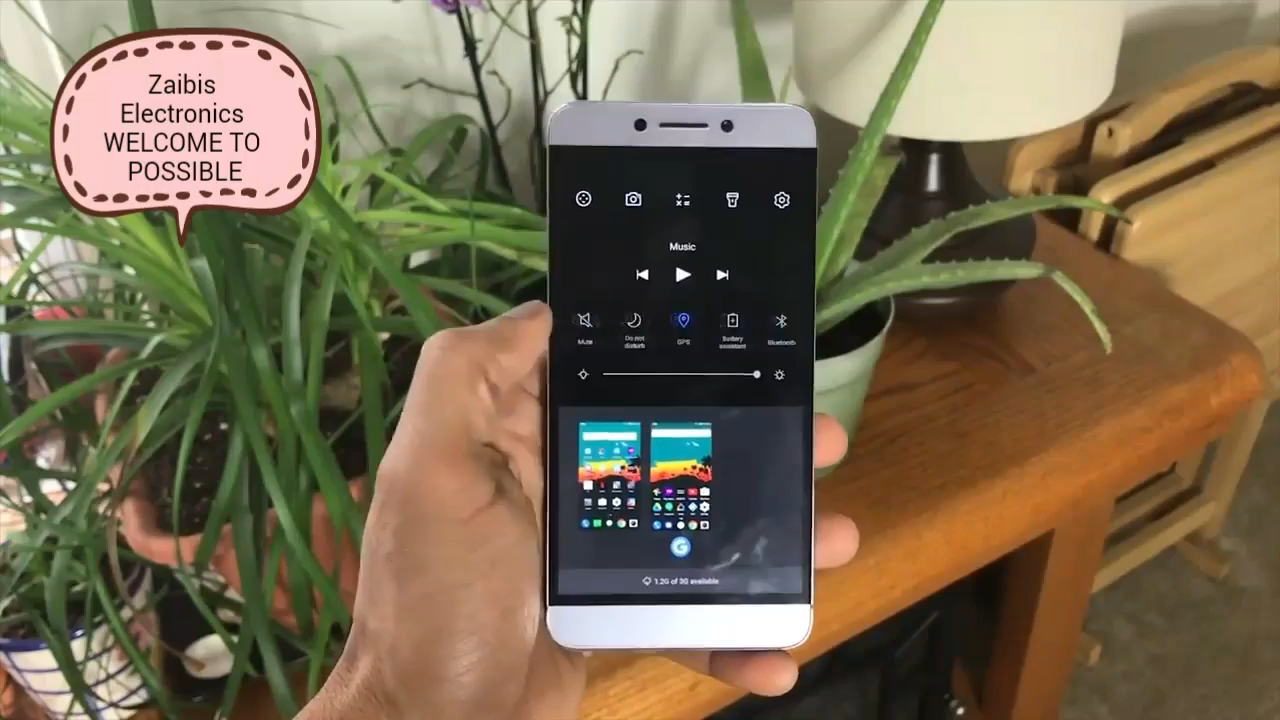 Zaibis
Electronics
WELCOME TO
POSSIBLE
Music
Mute
Do not
disturb
GPS
Battery
assistant
Bluetooth
1.2G of 3G available